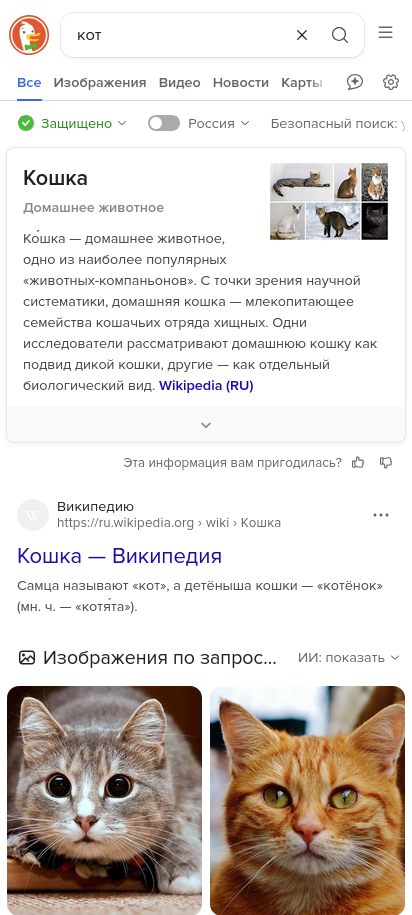 кот
Все Изображения Видео Новости Карты
Защищено Россия Безопасный поиск:
Кошка
Домашнее животное
Ко́шка — домашнее животное,
одно из наиболее популярных
«животных-компаньонов». С точки зрения научной
систематики, домашняя кошка — млекопитающее
семейства кошачьих отряда хищных. Одни
исследователи рассматривают домашнюю кошку как
подвид дикой кошки, другие — как отдельный
биологический вид. Wikipedia (RU)
Эта информация вам пригодилась?
W
Википедию
https://ru.wikipedia.org › wiki › Кошка
Кошка — Википедия
Самца называют «кот», а детёныша кошки — «котёнок»
(мн. ч. — «котя́та»).
Изображения по запрос... ИИ: показать